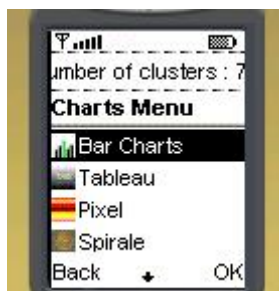 umber of clusters : 7
Charts Menu
Bar Charts
Tableau
Pixel
Spirale
Back OK